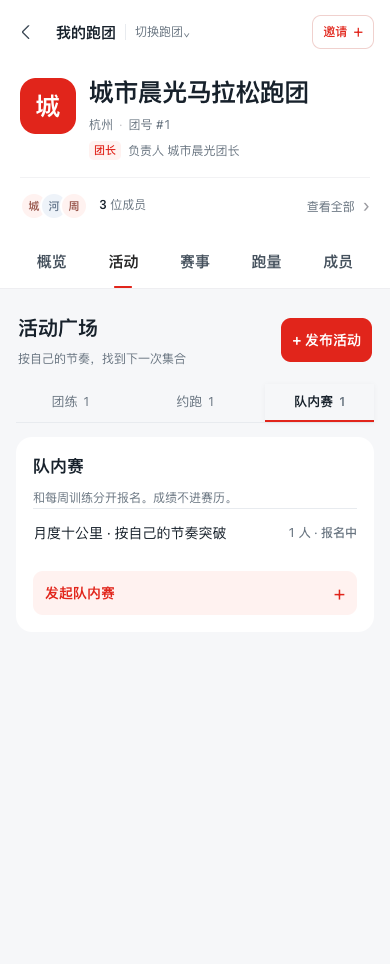 我的跑团 切换跑团
邀请 +
城
城市晨光马拉松跑团
杭州 · 团号 #1
团长 负责人 城市晨光团长
城 河 周 3 位成员 查看全部
概览 活动 赛事 跑量 成员
活动广场
按自己的节奏，找到下一次集合
+ 发布活动
团练 1 约跑 1 队内赛 1
队内赛
和每周训练分开报名。成绩不进赛历。
月度十公里 · 按自己的节奏突破 1 人 · 报名中
发起队内赛 +